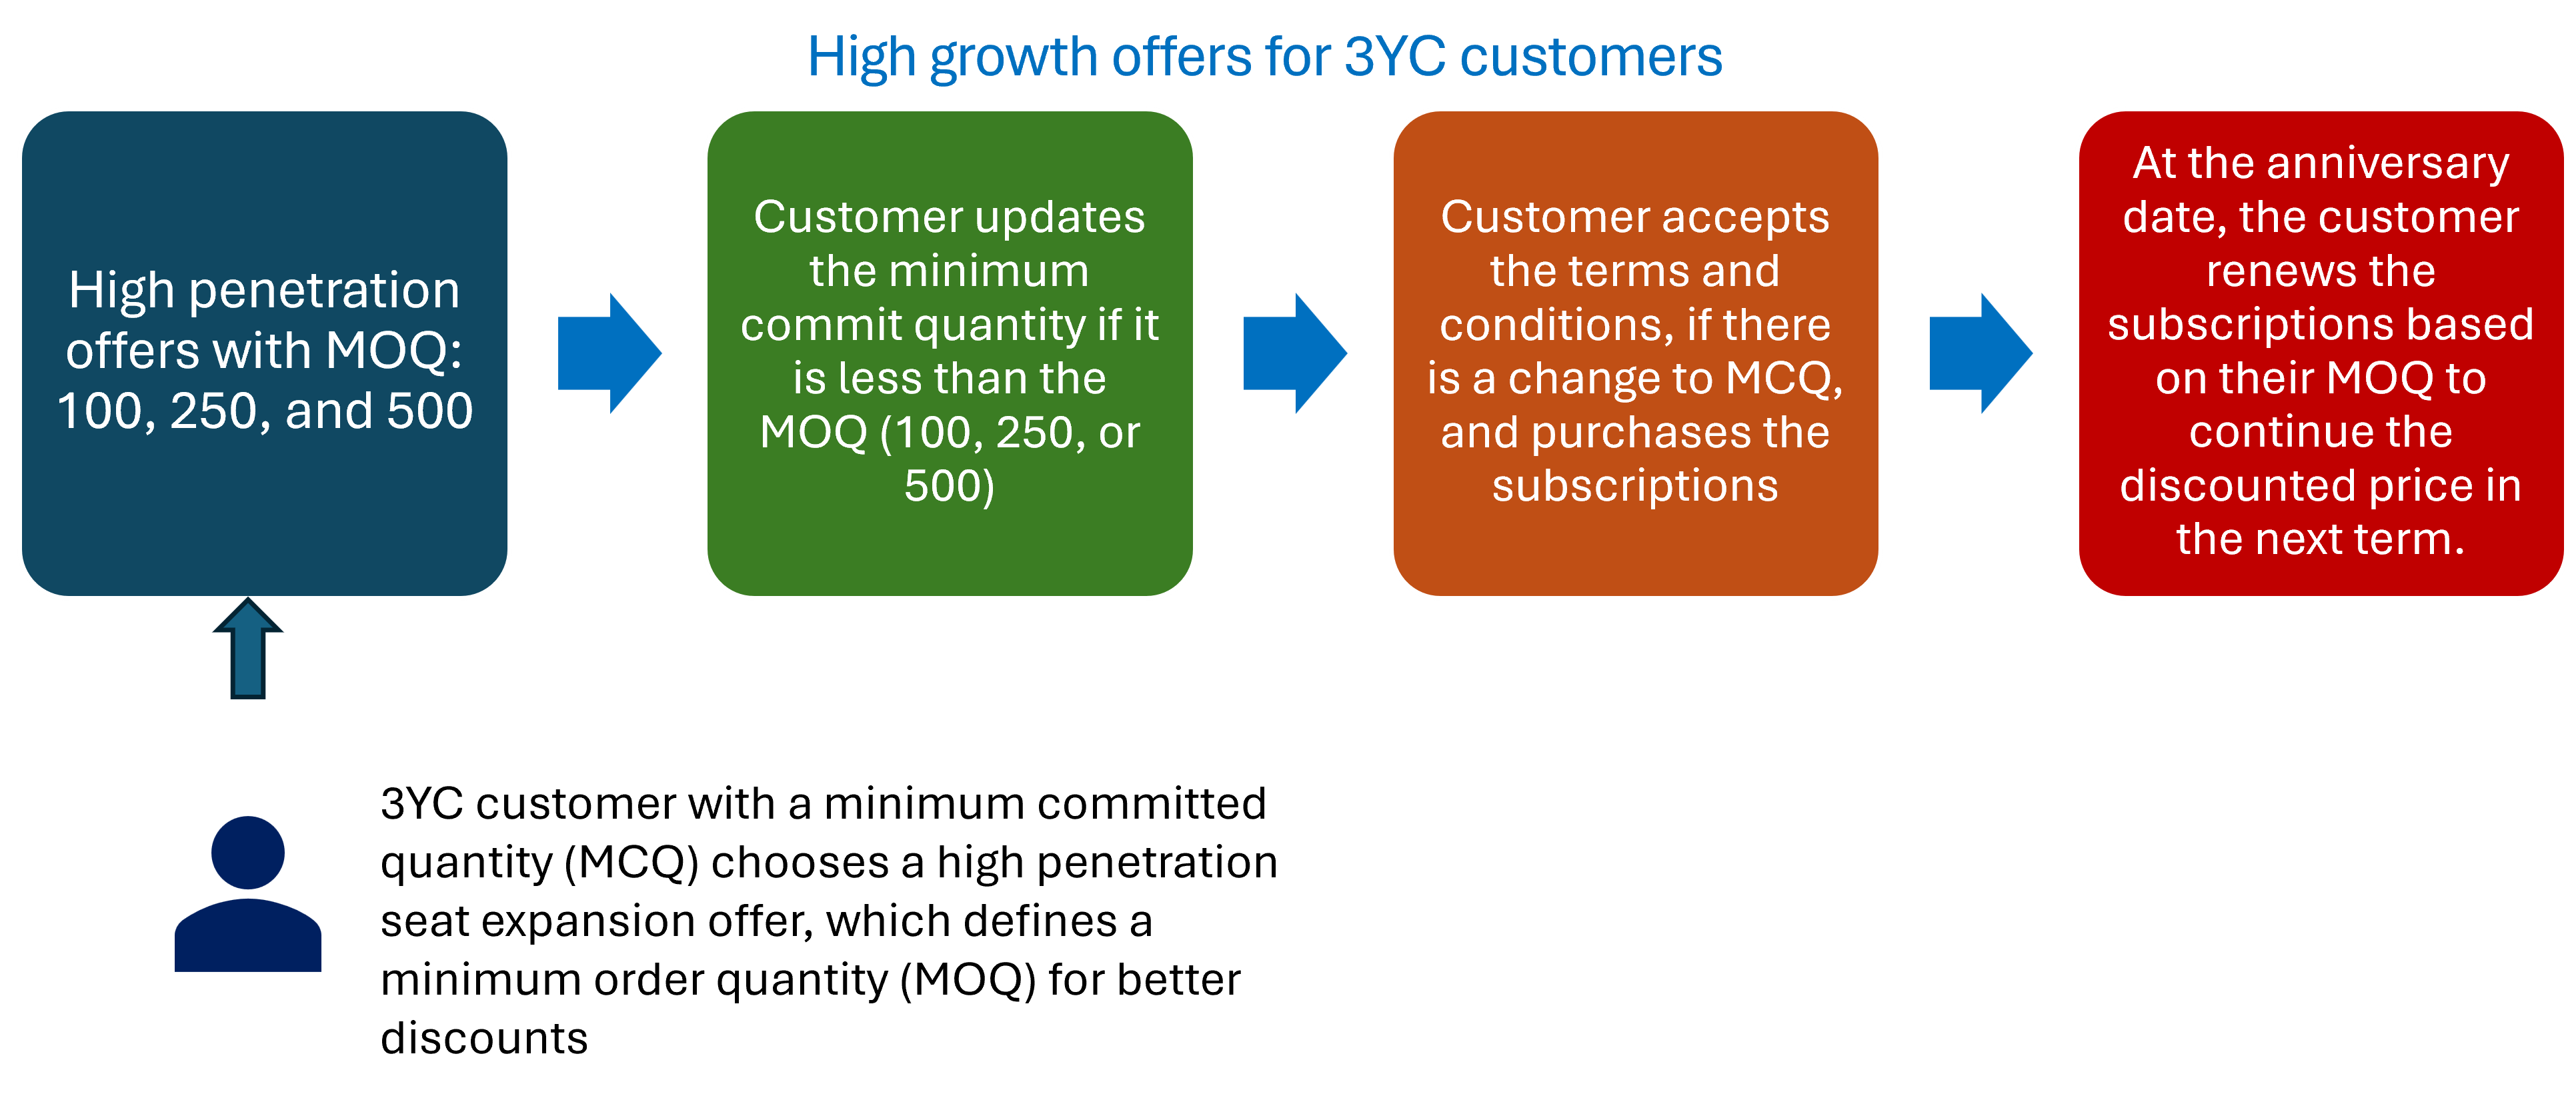 High growth offers for 3YC customers
High penetration
offers with MOQ:
100, 250, and 500
Customer updates
the minimum
commit quantity if it
is less than the
MOQ (100, 250, or
500)
Customer accepts
the terms and
conditions, if there
is a change to MCQ,
and purchases the
subscriptions
At the anniversary
date, the customer
renews the
subscriptions based
on their MOQ to
continue the
discounted price in
the next term.
3YC customer with a minimum committed
quantity (MCQ) chooses a high penetration
seat expansion offer, which defines a
minimum order quantity (MOQ) for better
discounts